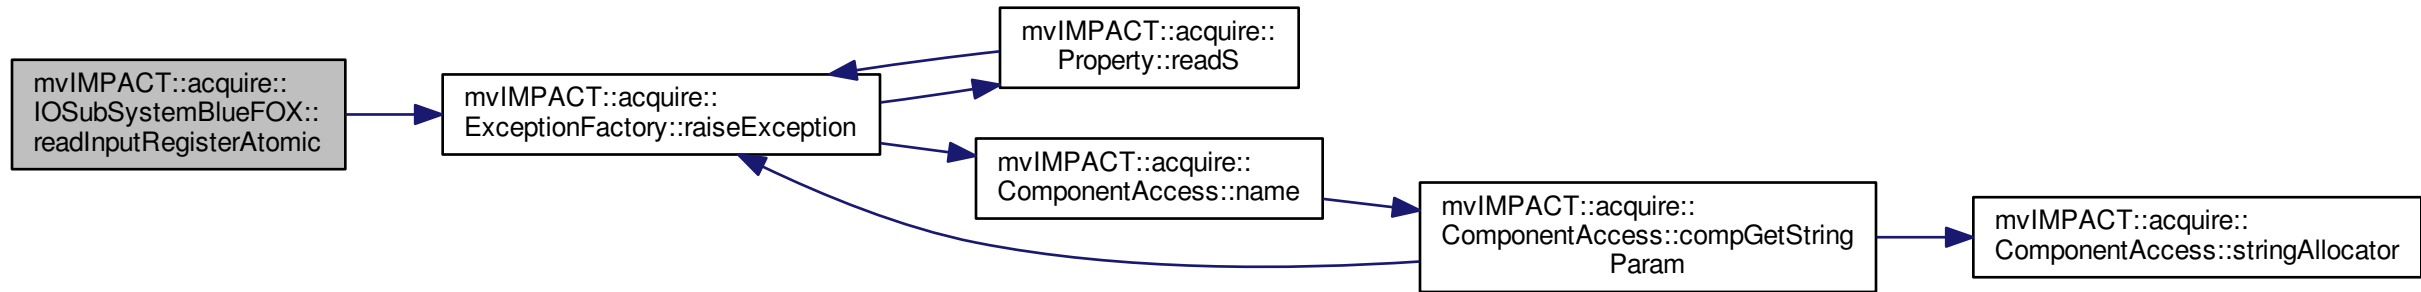 mvIMPACT::acquire::
IOSubSystemBlueFOX::
readInputRegisterAtomic
mvIMPACT::acquire::
ExceptionFactory::raiseException
mvIMPACT::acquire::
Property::readS
mvIMPACT::acquire::
ComponentAccess::name
mvIMPACT::acquire::
ComponentAccess::compGetString
Param
mvIMPACT::acquire::
ComponentAccess::stringAllocator